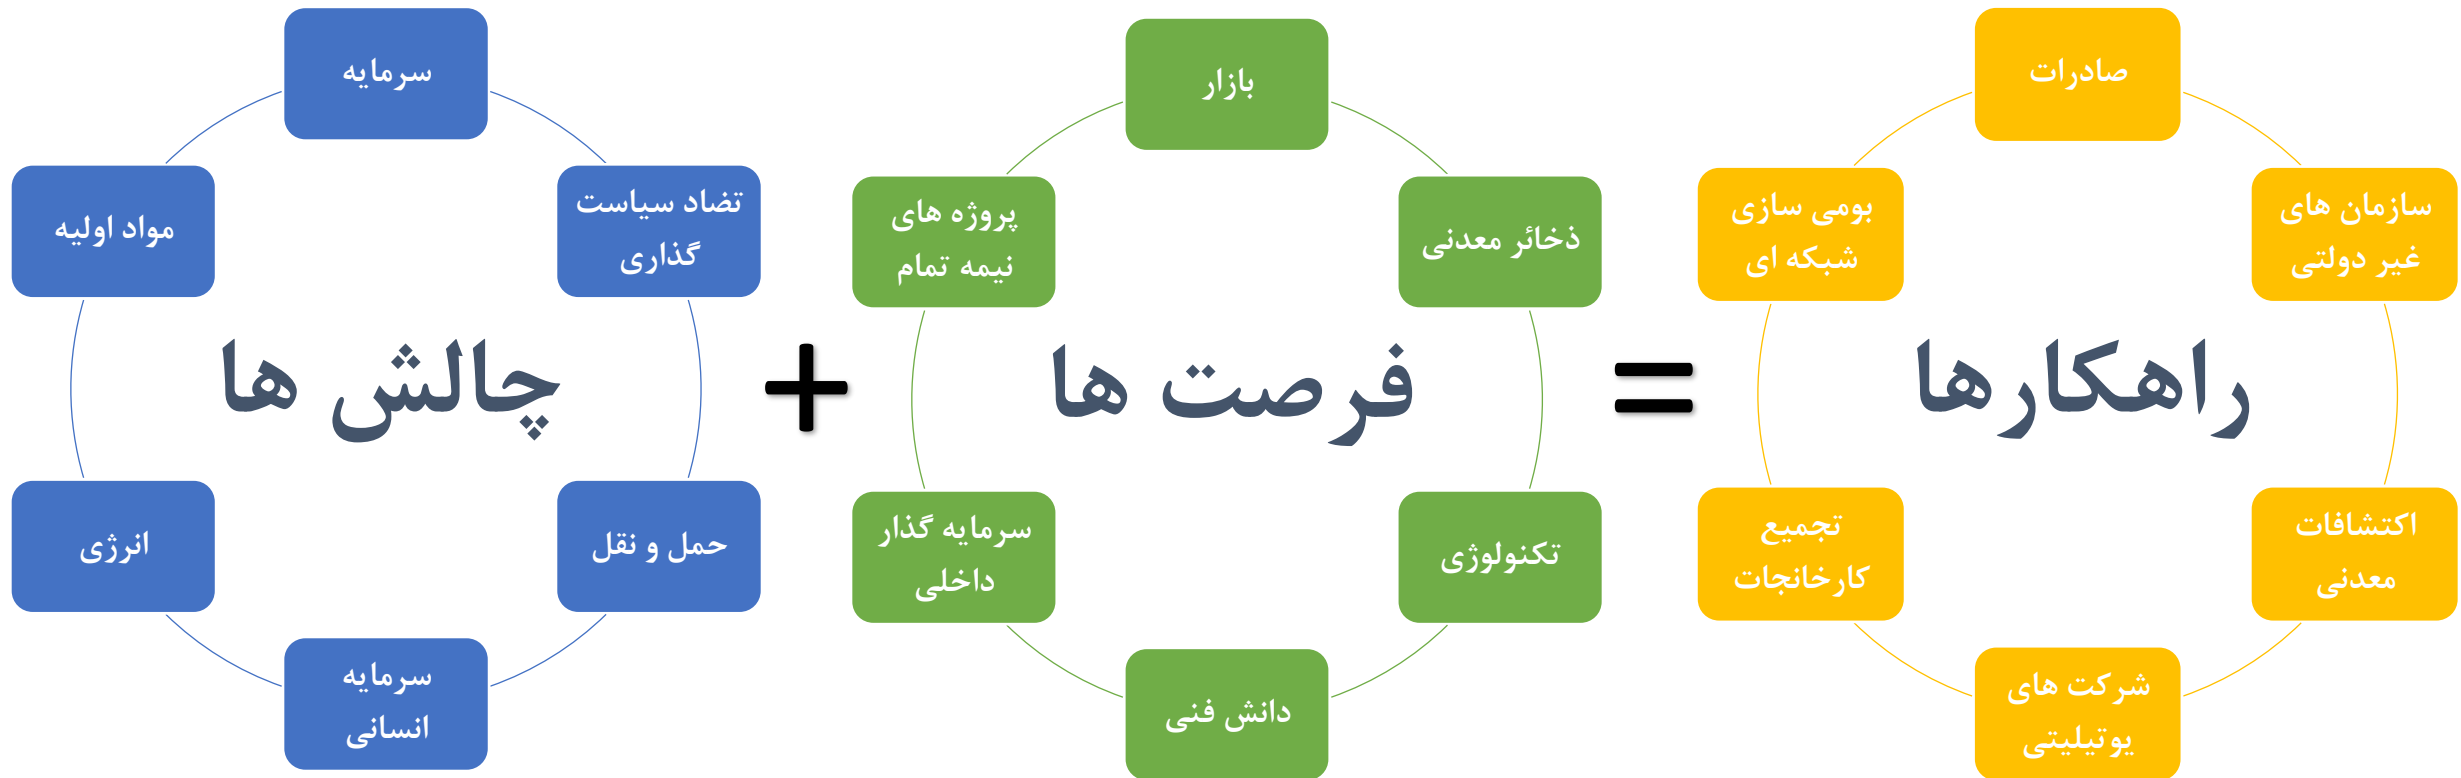 سرمایه
تضاد سیاست
گذاری
حمل و نقل
سرمایه
انسانی
انرژی
مواد اولیه
چالش ها
+
بازار
ذخائر معدنی
تکنولوژی
دانش فنی
سرمایه گذار
داخلی
پروژه های
نیمه تمام
فرصت ها
=
صادرات
سازمان های
غیر دولتی
اکتشافات
معدنی
شرکت های
یوتیلیتی
تجمیع
کارخانجات
بومی سازی
شبکه ای
راهکارها